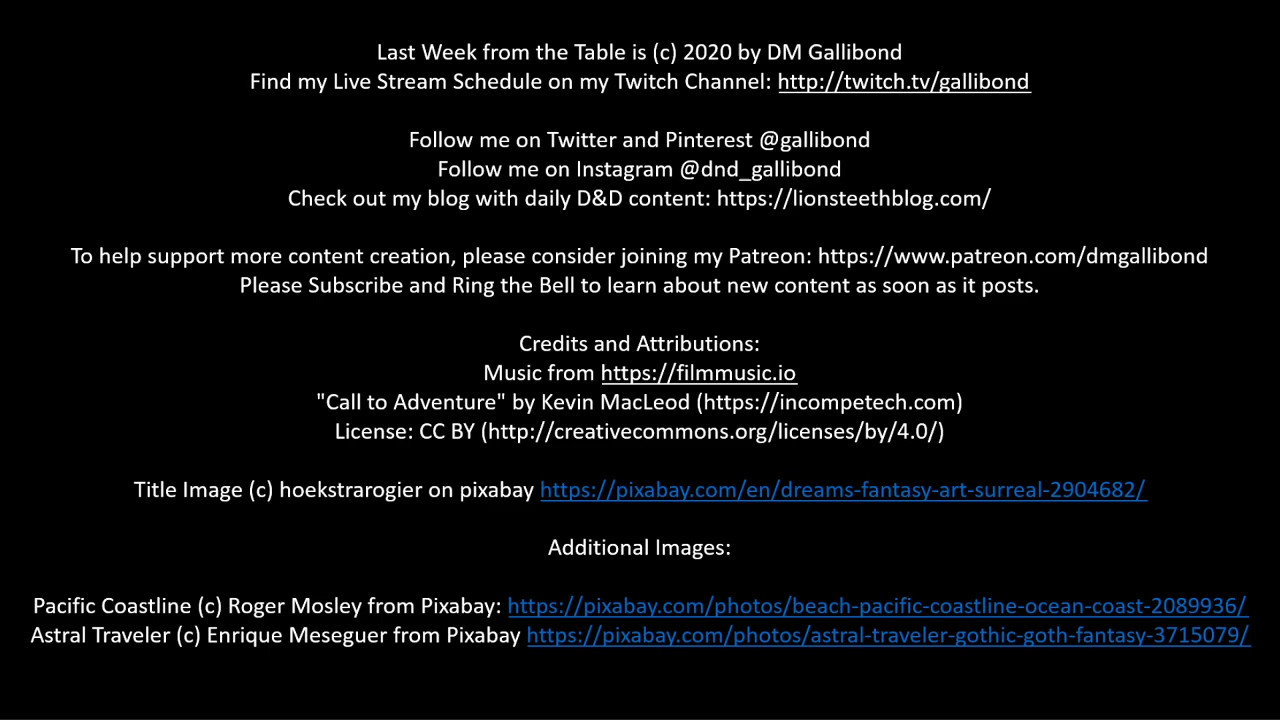 Last Week from the Table is (c) 2020 by DM Gallibond
Find my Live Stream Schedule on my Twitch Channel: http://twitch.tv/gallibond
Follow me on Twitter and Pinterest @gallibond
Follow me on Instagram @dnd_gallibond
Check out my blog with daily D&D content: https://lionsteethblog.com/
To help support more content creation, please consider joining my Patreon: https://www.patreon.com/dmgallibond
Please Subscribe and Ring the Bell to learn about new content as soon as it posts.
Credits and Attributions:
Music from https://filmmusic.io
"Call to Adventure" by Kevin MacLeod (https://incompetech.com)
License: CC BY (http://creativecommons.org/licenses/by/4.0/)
Title Image (c) hoekstrarogier on pixabay https://pixabay.com/en/dreams-fantasy-art-surreal-2904682/
Additional Images:
Pacific Coastline (c) Roger Mosley from Pixabay: https://pixabay.com/photos/beach-pacific-coastline-ocean-coast-2089936/
Astral Traveler (c) Enrique Meseguer from Pixabay https://pixabay.com/photos/astral-traveler-gothic-goth-fantasy-3715079/